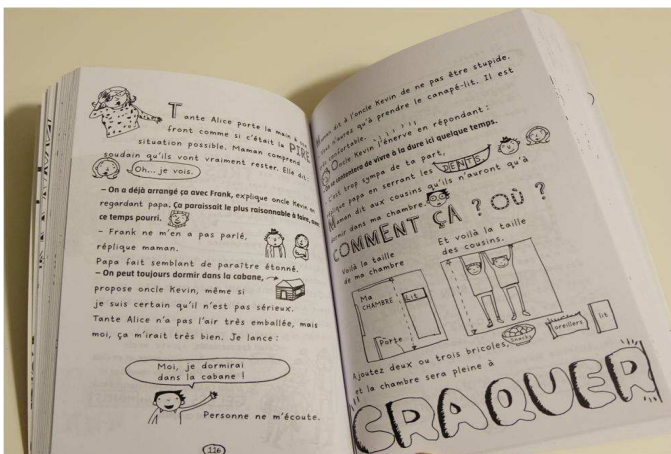 Tante Alice porte la main à son
front comme si c'était la PIRE
situation possible. Maman comprend
soudain qu'ils vont vraiment rester. Elle dit :
Oh... je vois.
– On a déjà arrangé ça avec Frank, explique oncle Kevin en
regardant papa. Ça paraissait le plus raisonnable à faire, avec
ce temps pourri.
– Frank ne m'en a pas parlé,
réplique maman.
Papa fait semblant de paraître étonné.
– On peut toujours dormir dans la cabane,
propose oncle Kevin, même si
je suis certain qu'il n'est pas sérieux.
Tante Alice n'a pas l'air très emballée, mais
moi, ça m'irait très bien. Je lance :
Moi, je dormirai
dans la cabane !
Personne ne m'écoute.
116
Maman dit à l'oncle Kevin de ne pas être stupide.
n'aurez qu'à prendre le canapé-lit. Il est
confortable.
Oncle Kevin l'énerve en répondant :
contentera de vivre à la dure ici quelque temps.
C'est trop sympa de ta part,
réplique papa en serrant les DENTS
Maman dit aux cousins qu'ils n'auront qu'à
dormir dans ma chambre.
COMMENT ÇA ? OÙ ?
Voilà la taille
de ma chambre
Et voilà la taille
des cousins.
Ma
CHAMBRE
Lit
Porte
Snacks
oreillers
lit
Ajoutez deux ou trois bricoles,
et la chambre sera pleine à
CRAQUER